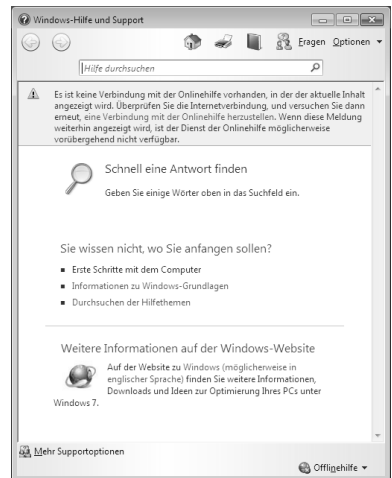 Windows-Hilfe und Support
Fragen Optionen
Hilfe durchsuchen
Es ist keine Verbindung mit der Onlinehilfe vorhanden, in der der aktuelle Inhalt
angezeigt wird. Überprüfen Sie die Internetverbindung, und versuchen Sie dann
erneut, eine Verbindung mit der Onlinehilfe herzustellen. Wenn diese Meldung
weiterhin angezeigt wird, ist der Dienst der Onlinehilfe möglicherweise
vorübergehend nicht verfügbar.
Schnell eine Antwort finden
Geben Sie einige Wörter oben in das Suchfeld ein.
Sie wissen nicht, wo Sie anfangen sollen?
Erste Schritte mit dem Computer
Informationen zu Windows-Grundlagen
Durchsuchen der Hilfethemen
Weitere Informationen auf der Windows-Website
Auf der Website zu Windows (möglicherweise in
englischer Sprache) finden Sie weitere Informationen,
Downloads und Ideen zur Optimierung Ihres PCs unter
Windows 7.
Mehr Supportoptionen
Offlinehilfe